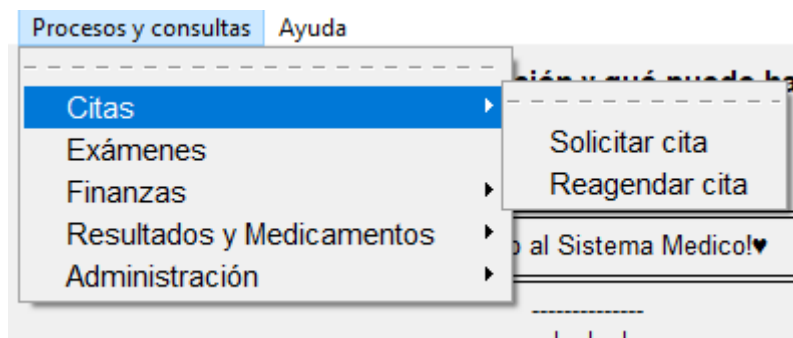 Procesos y consultas Ayuda
Citas
Exámenes
Finanzas
Resultados y Medicamentos
Administración
Solicitar cita
Reagendar cita
al Sistema Medico!♥
--------------